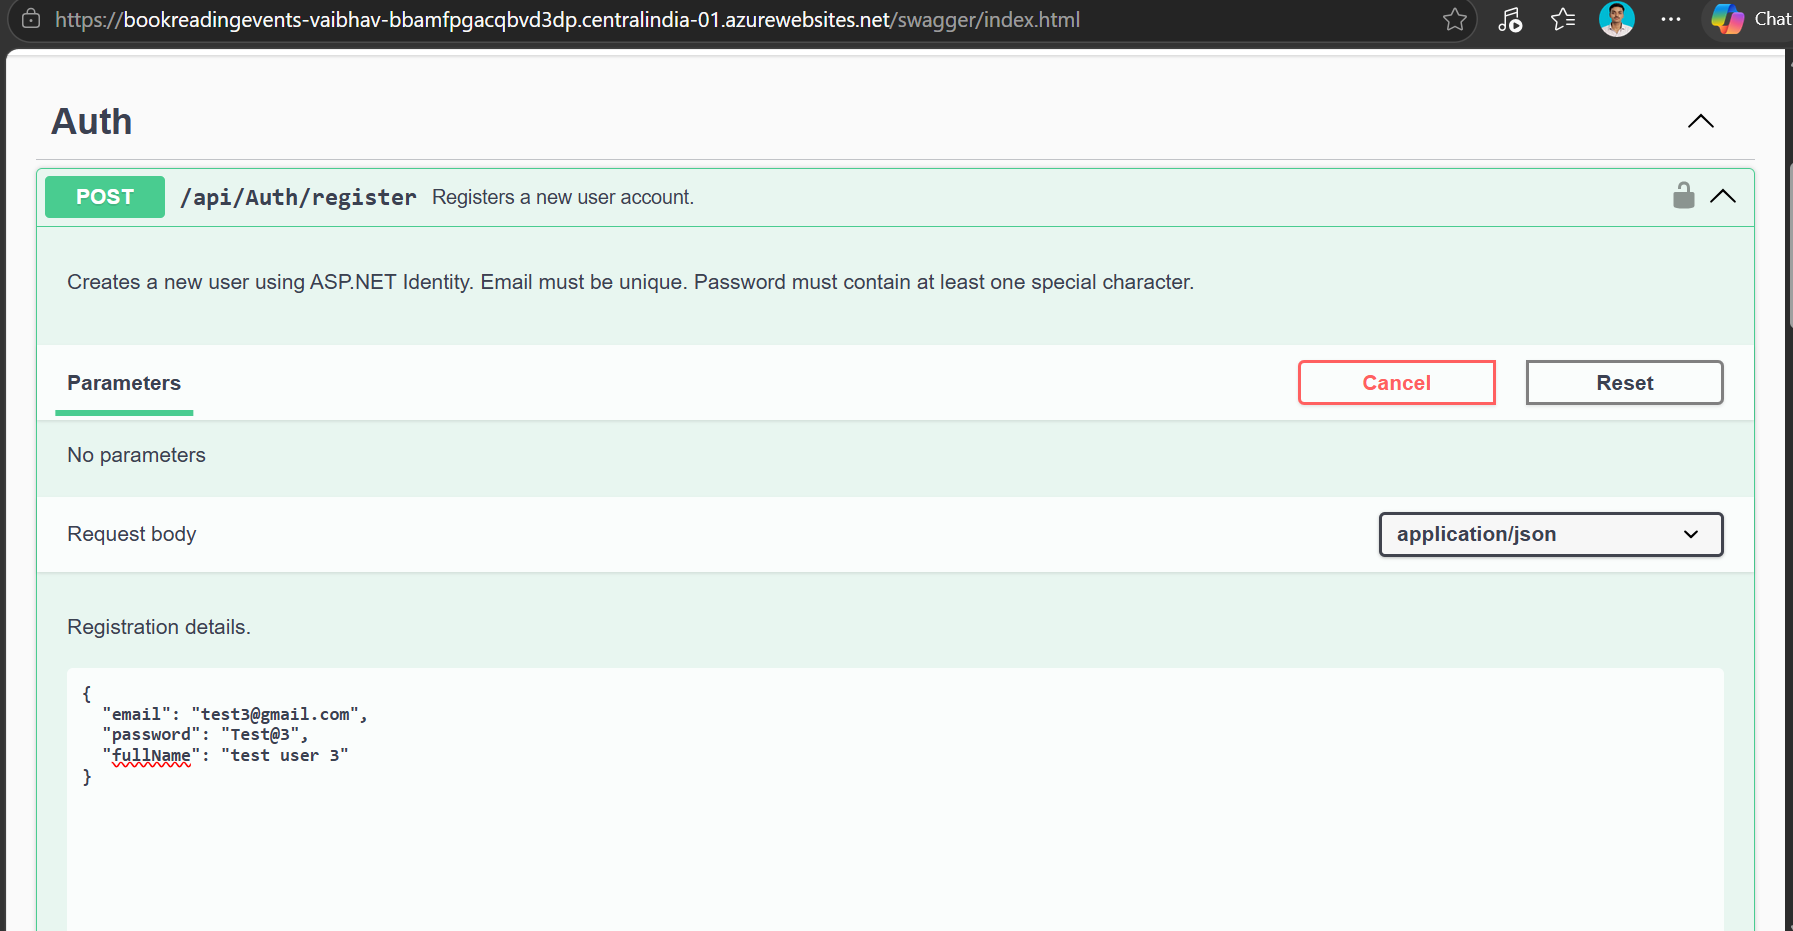 https://bookreadingevents-vaibhav-bbamfpgacqbvd3dp.centralindia-01.azurewebsites.net/swagger/index.html
Chat
Auth
POST /api/Auth/register Registers a new user account.
Creates a new user using ASP.NET Identity. Email must be unique. Password must contain at least one special character.
Parameters Cancel Reset
No parameters
Request body application/json
Registration details.
{
"email": "test3@gmail.com",
"password": "Test@3",
"fullName": "test user 3"
}